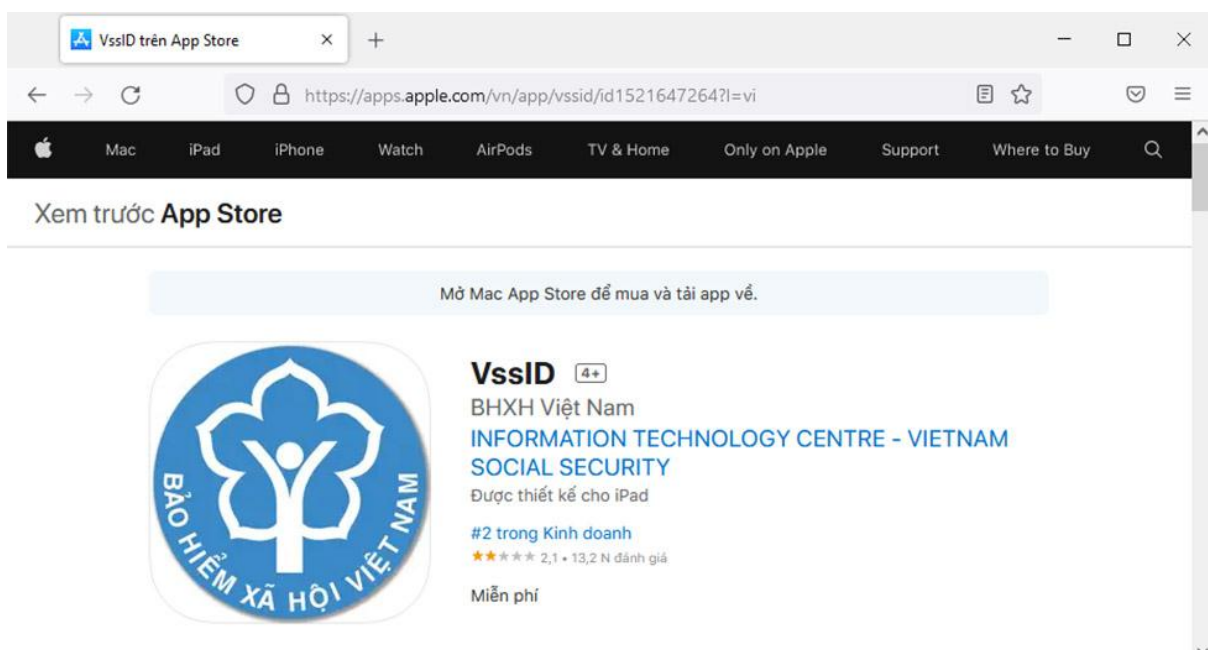 VssID trên App Store
https://apps.apple.com/vn/app/vssid/id1521647264?l=vi
Mac iPad iPhone Watch AirPods TV & Home Only on Apple Support Where to Buy
Xem trước App Store
Mở Mac App Store để mua và tải app về.
BẢO HIỂM XÃ HỘI VIỆT NAM
VssID 4+
BHXH Việt Nam
INFORMATION TECHNOLOGY CENTRE - VIETNAM
SOCIAL SECURITY
Được thiết kế cho iPad
#2 trong Kinh doanh
★★★★★ 2,1 • 13,2 N đánh giá
Miễn phí